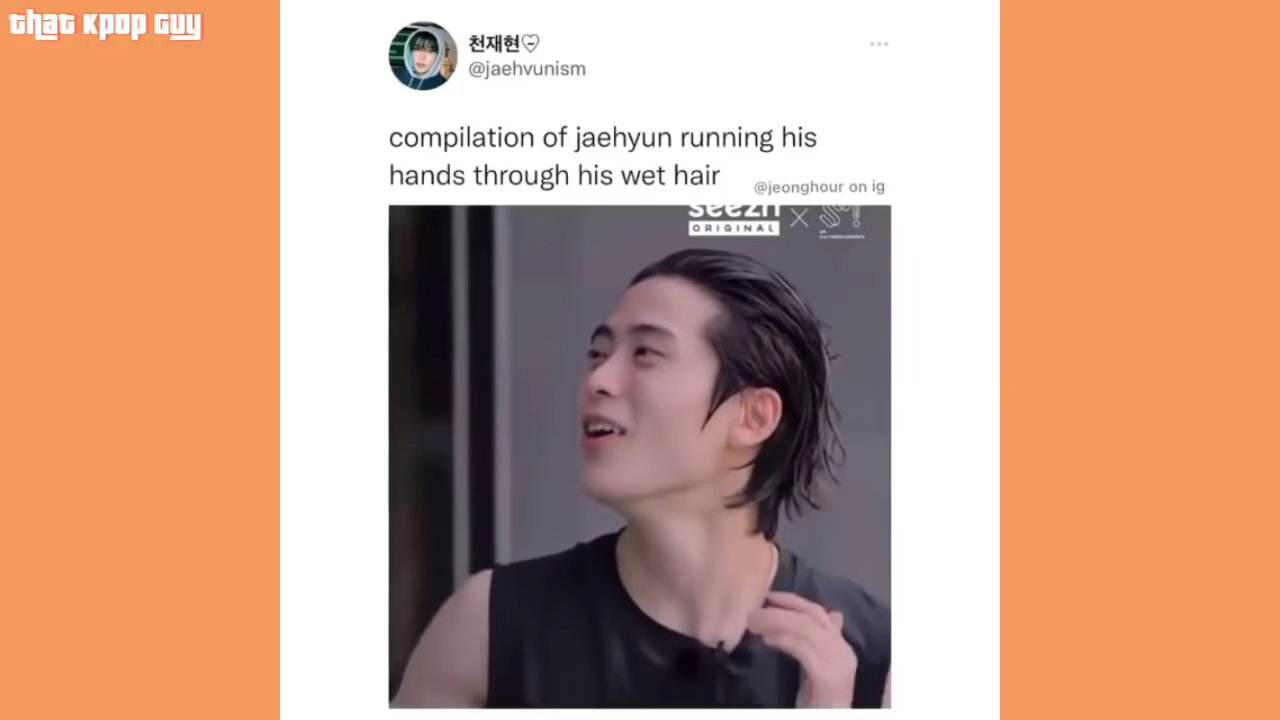 that kpop guy
천재현♡
@jaehvunism
compilation of jaehyun running his
hands through his wet hair
@jeonghour on ig
seezn
ORIGINAL